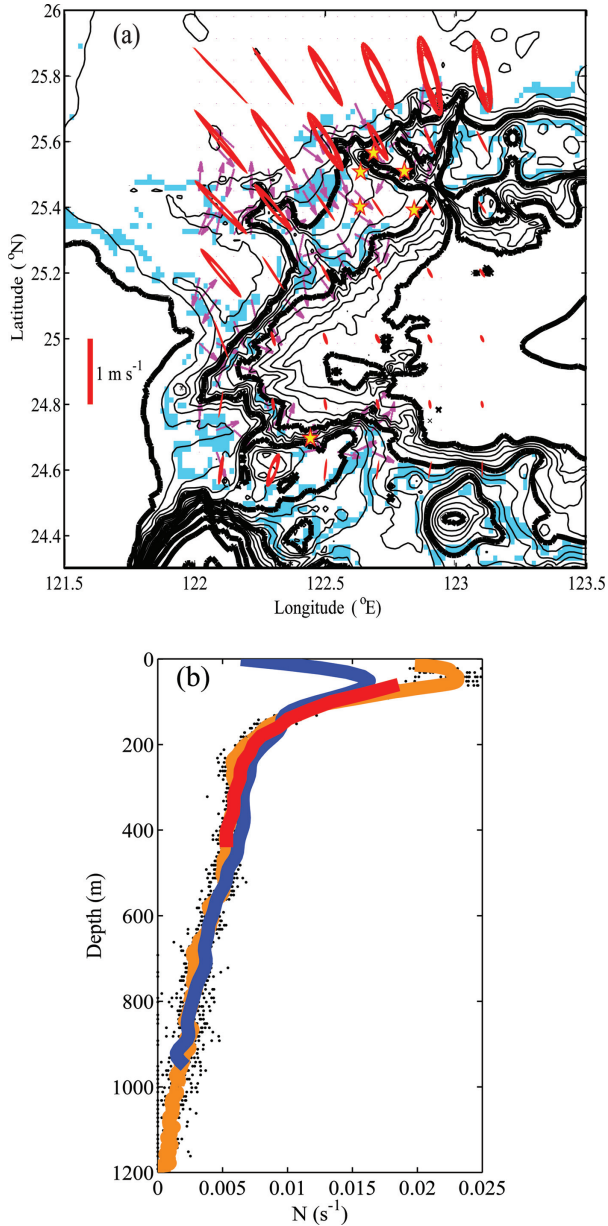 (a)
26
25.8
25.6
25.4
25.2
25
24.8
24.6
24.4
Latitude (°N)
1 m s-1
121.5 122 122.5 123 123.5
Longitude (°E)
(b)
0
200
400
600
800
1000
1200
Depth (m)
0 0.005 0.01 0.015 0.02 0.025
N (s-1)